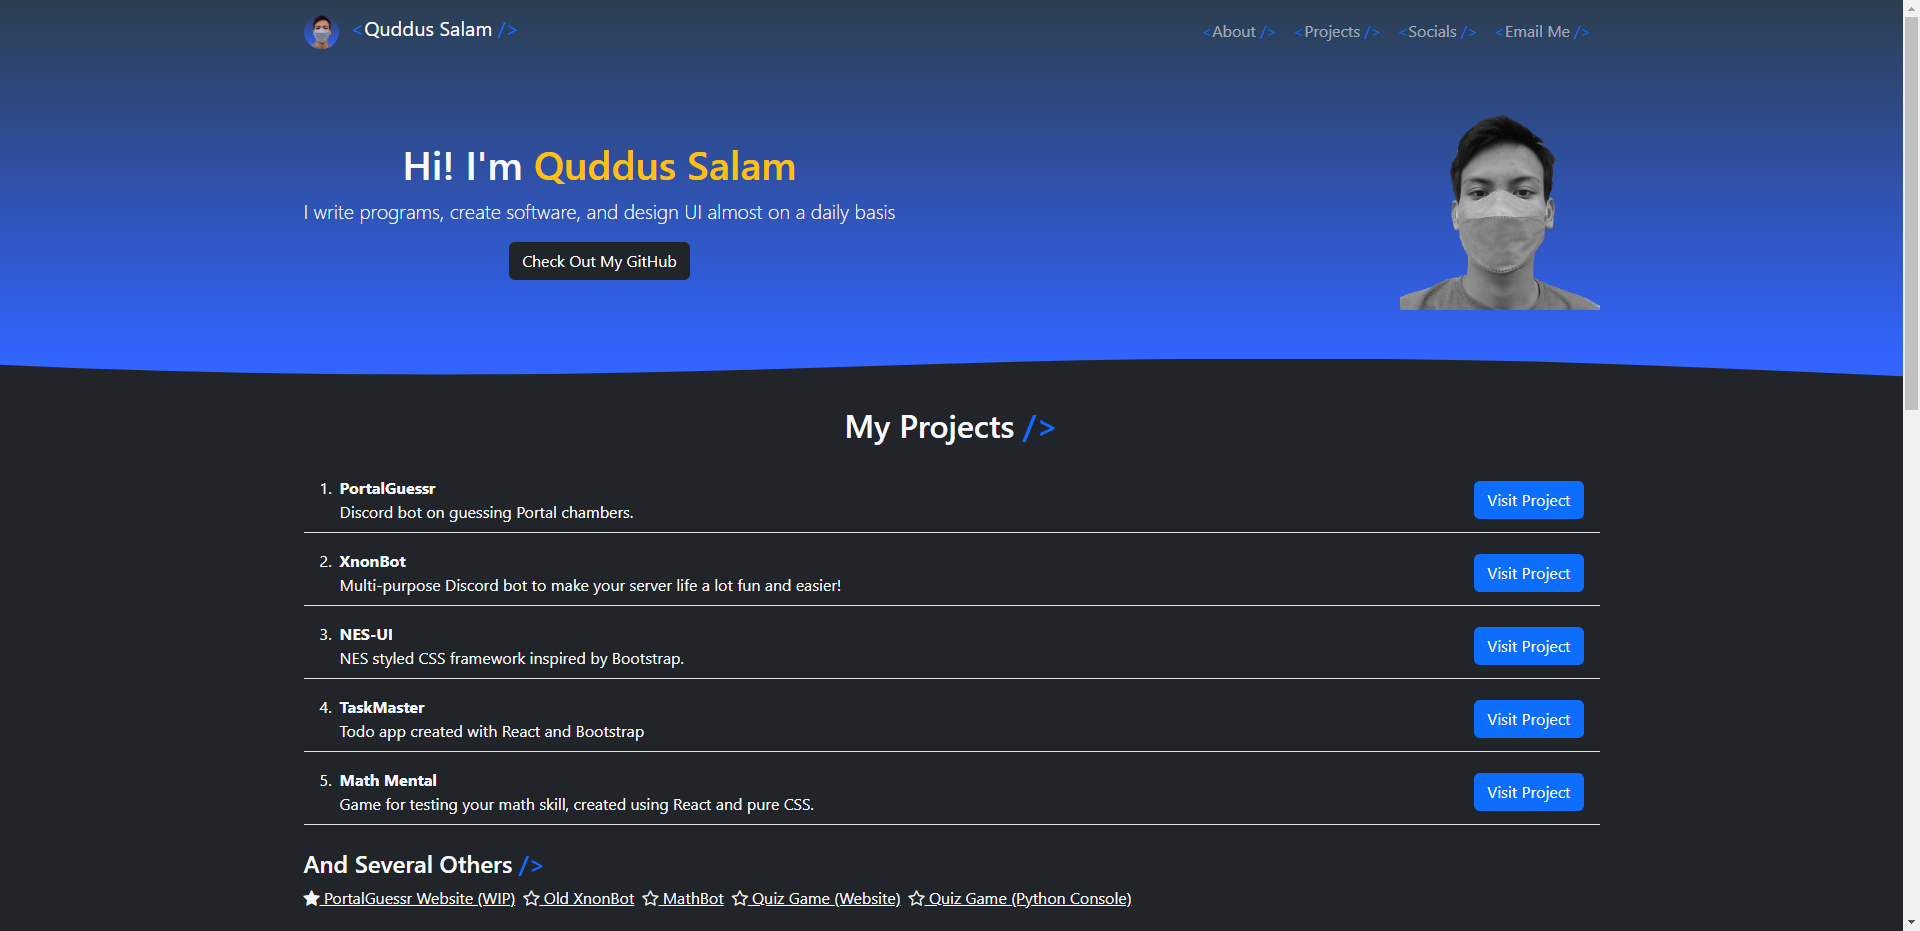 <Quddus Salam />
<About />
<Projects />
<Socials />
<Email Me />
Hi! I'm Quddus Salam
I write programs, create software, and design UI almost on a daily basis
Check Out My GitHub
My Projects />
1. PortalGuessr
Discord bot on guessing Portal chambers.
Visit Project
2. XnonBot
Multi-purpose Discord bot to make your server life a lot fun and easier!
Visit Project
3. NES-UI
NES styled CSS framework inspired by Bootstrap.
Visit Project
4. TaskMaster
Todo app created with React and Bootstrap
Visit Project
5. Math Mental
Game for testing your math skill, created using React and pure CSS.
Visit Project
And Several Others />
PortalGuessr Website (WIP) Old XnonBot MathBot Quiz Game (Website) Quiz Game (Python Console)